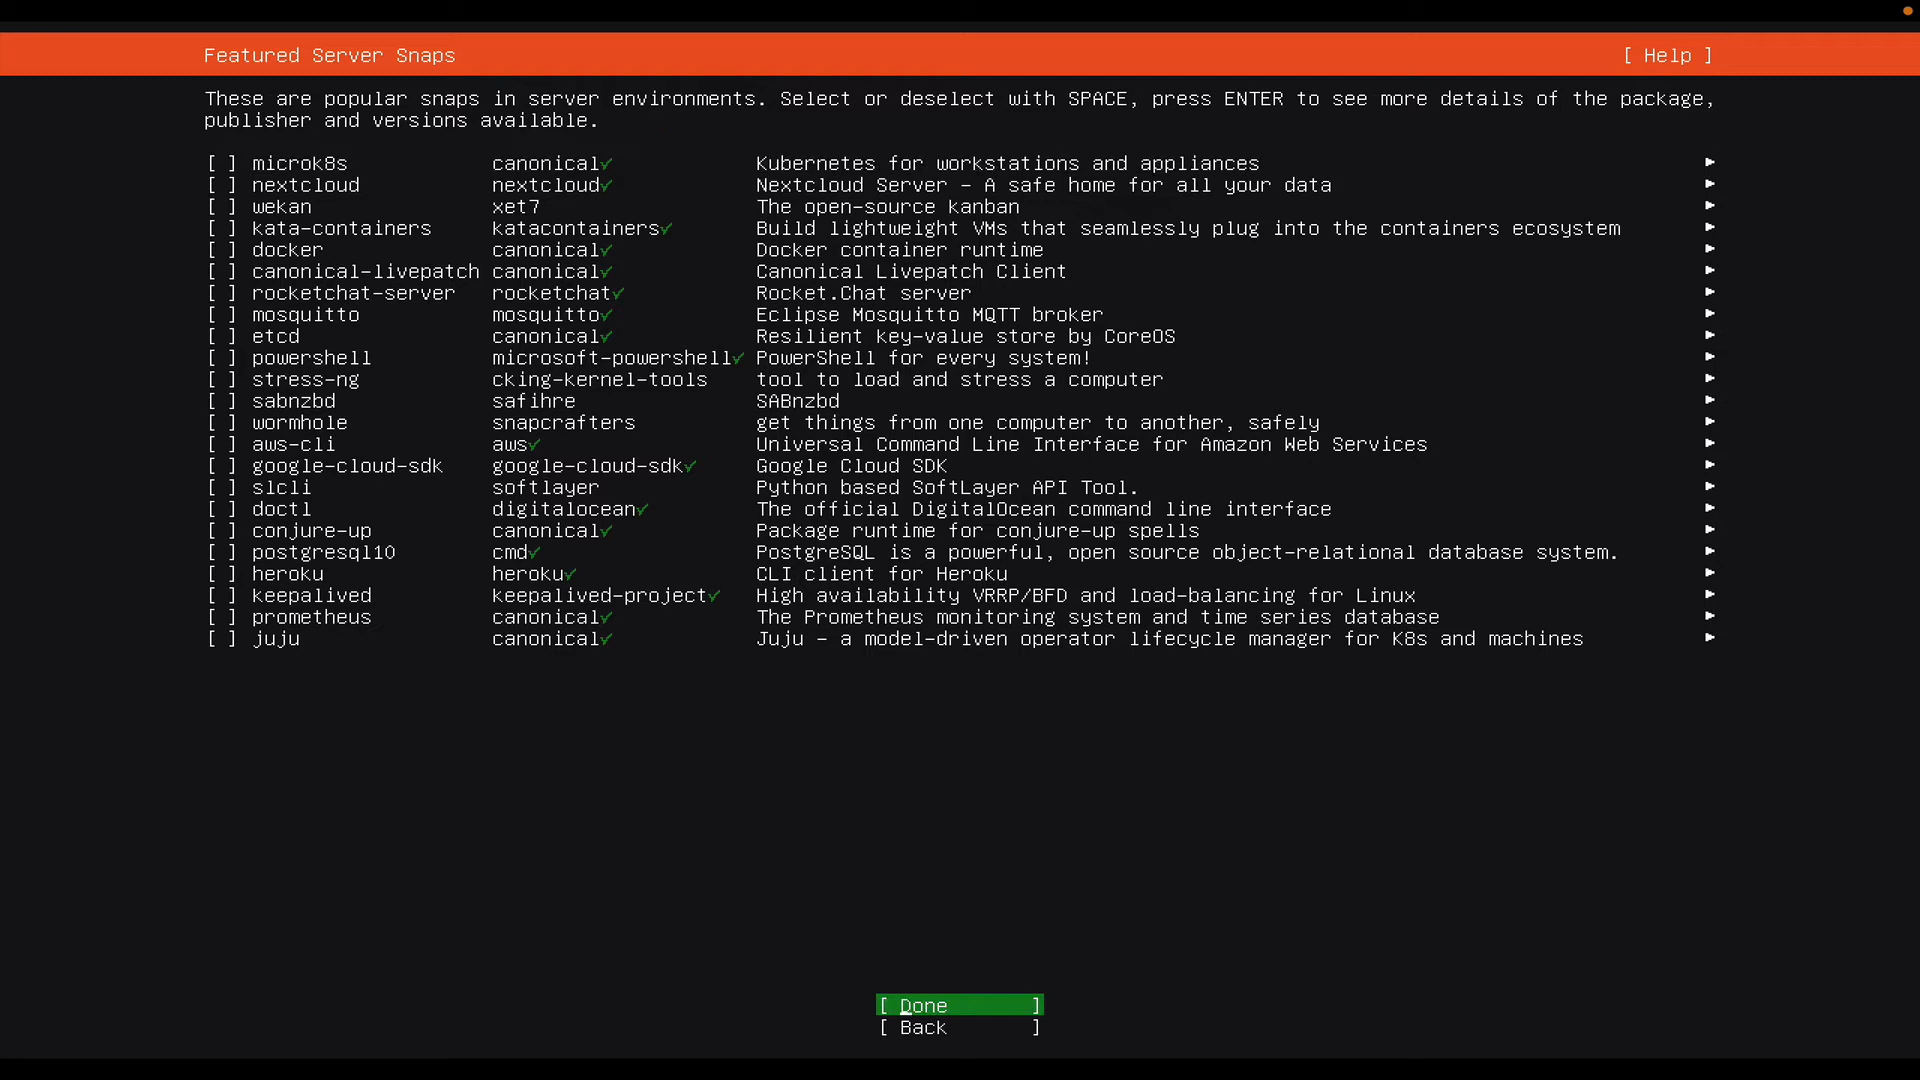 Featured Server Snaps [ Help ]
These are popular snaps in server environments. Select or deselect with SPACE, press ENTER to see more details of the package,
publisher and versions available.
[ ] microk8s canonical✓ Kubernetes for workstations and appliances ▶
[ ] nextcloud nextcloud✓ Nextcloud Server - A safe home for all your data ▶
[ ] wekan xet7 The open-source kanban ▶
[ ] kata-containers katacontainers✓ Build lightweight VMs that seamlessly plug into the containers ecosystem ▶
[ ] docker canonical✓ Docker container runtime ▶
[ ] canonical-livepatch canonical✓ Canonical Livepatch Client ▶
[ ] rocketchat-server rocketchat✓ Rocket.Chat server ▶
[ ] mosquitto mosquitto✓ Eclipse Mosquitto MQTT broker ▶
[ ] etcd canonical✓ Resilient key-value store by CoreOS ▶
[ ] powershell microsoft-powershell✓ PowerShell for every system! ▶
[ ] stress-ng cking-kernel-tools tool to load and stress a computer ▶
[ ] sabnzbd safihre SABnzbd ▶
[ ] wormhole snapcrafters get things from one computer to another, safely ▶
[ ] aws-cli aws✓ Universal Command Line Interface for Amazon Web Services ▶
[ ] google-cloud-sdk google-cloud-sdk✓ Google Cloud SDK ▶
[ ] slcli softlayer Python based SoftLayer API Tool. ▶
[ ] doctl digitalocean✓ The official DigitalOcean command line interface ▶
[ ] conjure-up canonical✓ Package runtime for conjure-up spells ▶
[ ] postgresql10 cmd✓ PostgreSQL is a powerful, open source object-relational database system. ▶
[ ] heroku heroku✓ CLI client for Heroku ▶
[ ] keepalived keepalived-project✓ High availability VRRP/BFD and load-balancing for Linux ▶
[ ] prometheus canonical✓ The Prometheus monitoring system and time series database ▶
[ ] juju canonical✓ Juju - a model-driven operator lifecycle manager for K8s and machines ▶
[ Done ]
[ Back ]